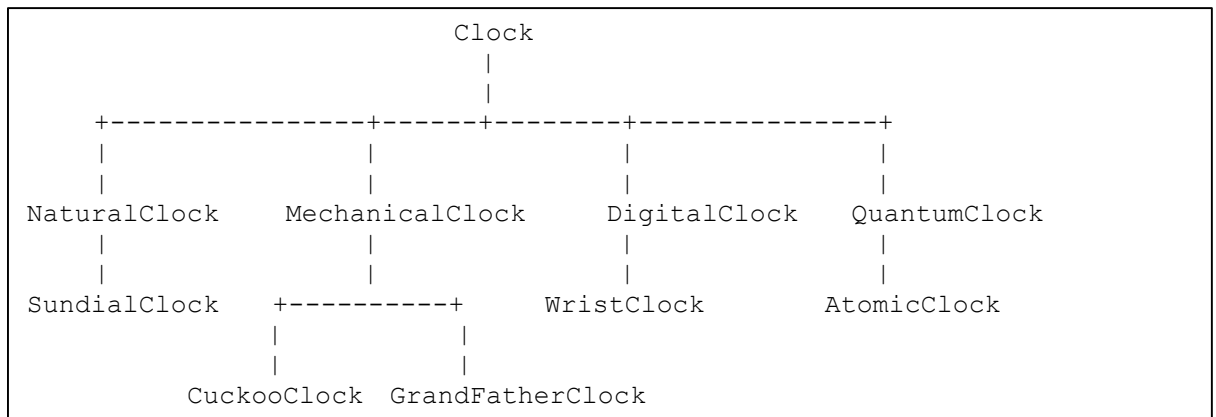 Clock
NaturalClock MechanicalClock DigitalClock QuantumClock
SundialClock WristClock AtomicClock
CuckooClock GrandFatherClock